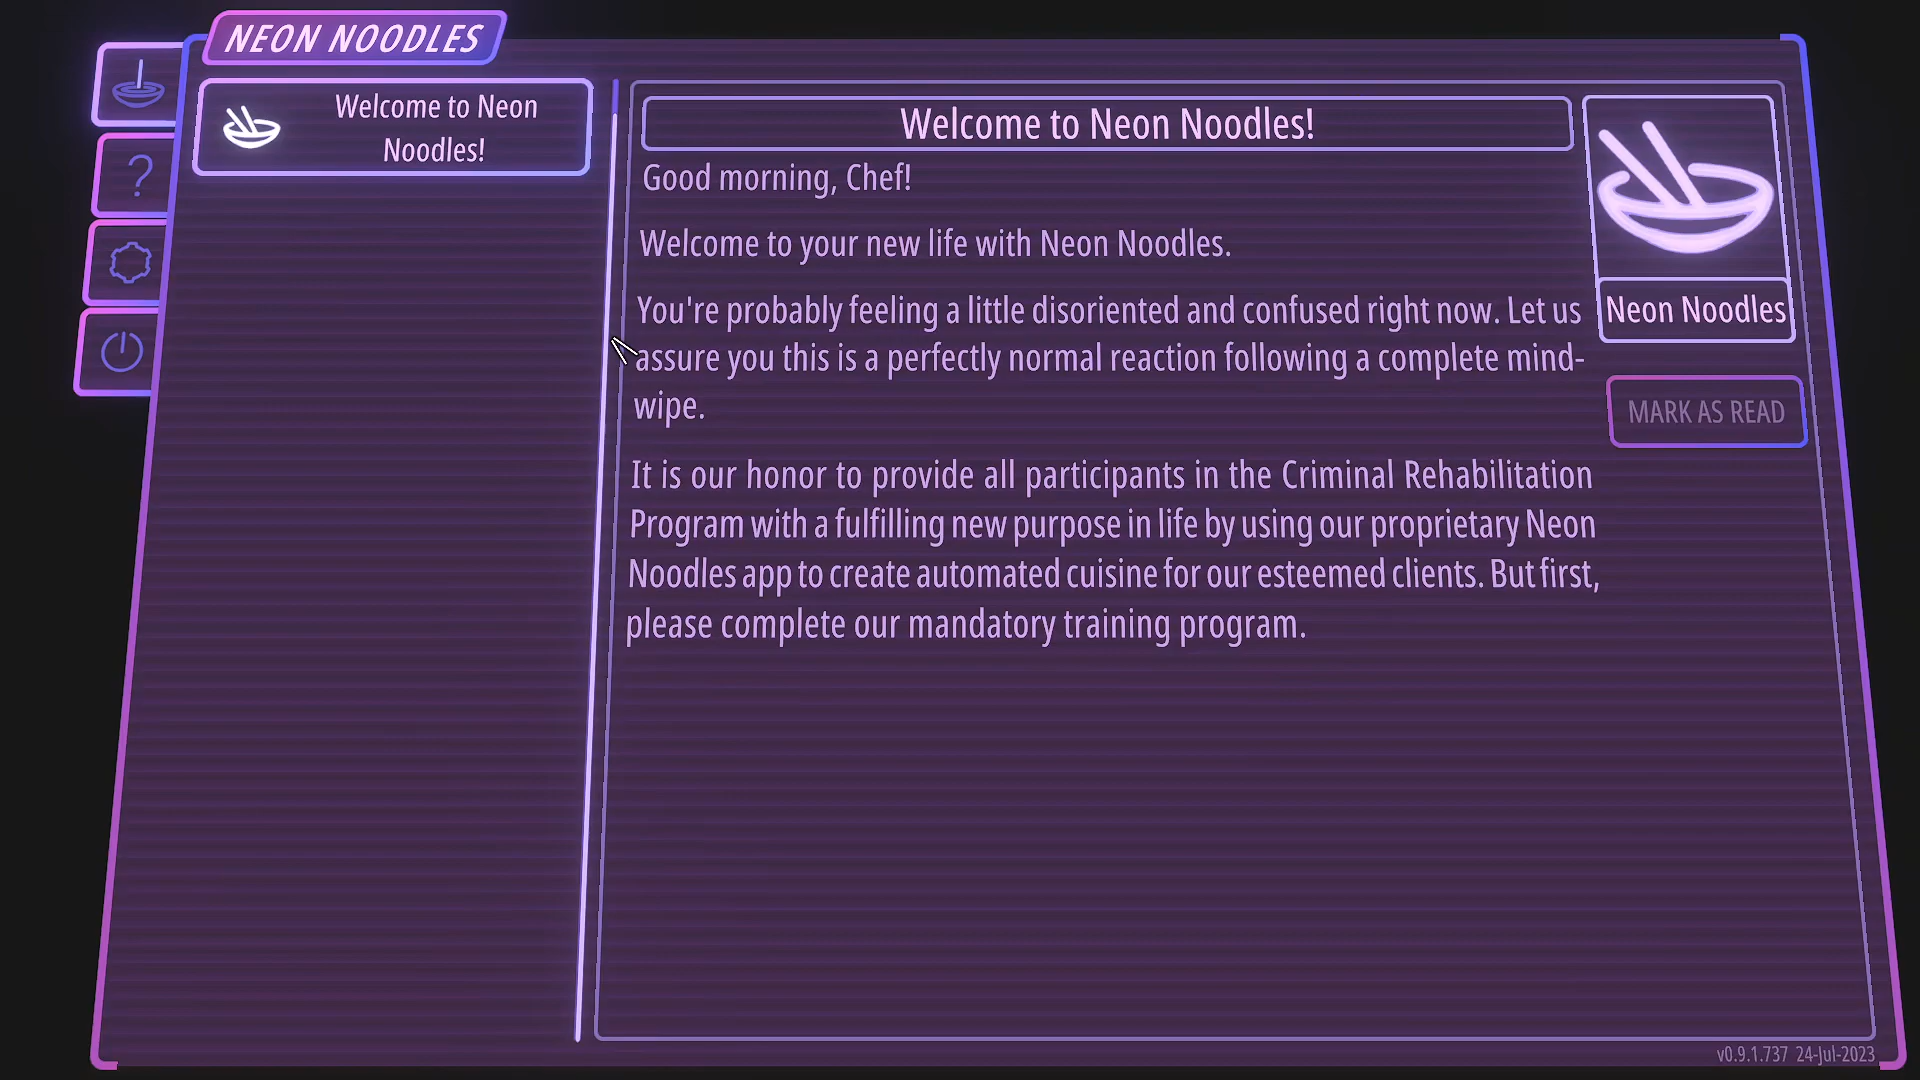 NEON NOODLES
Welcome to Neon
Noodles!
Welcome to Neon Noodles!
Good morning, Chef!
Welcome to your new life with Neon Noodles.
You're probably feeling a little disoriented and confused right now. Let us
assure you this is a perfectly normal reaction following a complete mind-
wipe.
It is our honor to provide all participants in the Criminal Rehabilitation
Program with a fulfilling new purpose in life by using our proprietary Neon
Noodles app to create automated cuisine for our esteemed clients. But first,
please complete our mandatory training program.
Neon Noodles
MARK AS READ
?
v0.9.1.737 24-Jul-2023